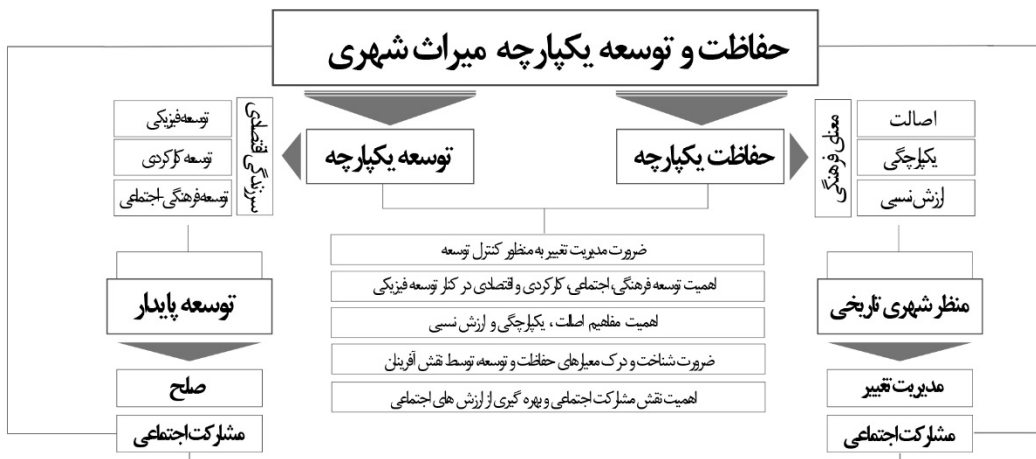 حفاظت و توسعه یکپارچه میراث شهری
حفاظت یکپارچه
توسعه یکپارچه
معنای فرهنگی
اصالت
یکپارچگی
ارزش نسبی
سرزندگی اقتصادی
توسعه فیزیکی
توسعه کارکردی
توسعه فرهنگی-اجتماعی
ضرورت مدیریت تغییر به منظور کنترل توسعه
اهمیت توسعه فرهنگی، اجتماعی، کارکردی و اقتصادی در کنار توسعه فیزیکی
اهمیت مفاهیم اصالت، یکپارچگی و ارزش نسبی
ضرورت شناخت و درک معیارهای حفاظت و توسعه، توسط نقش آفرینان
اهمیت نقش مشارکت اجتماعی و بهره گیری از ارزش های اجتماعی
منظر شهری تاریخی
مدیریت تغییر
مشارکت اجتماعی
توسعه پایدار
صلح
مشارکت اجتماعی